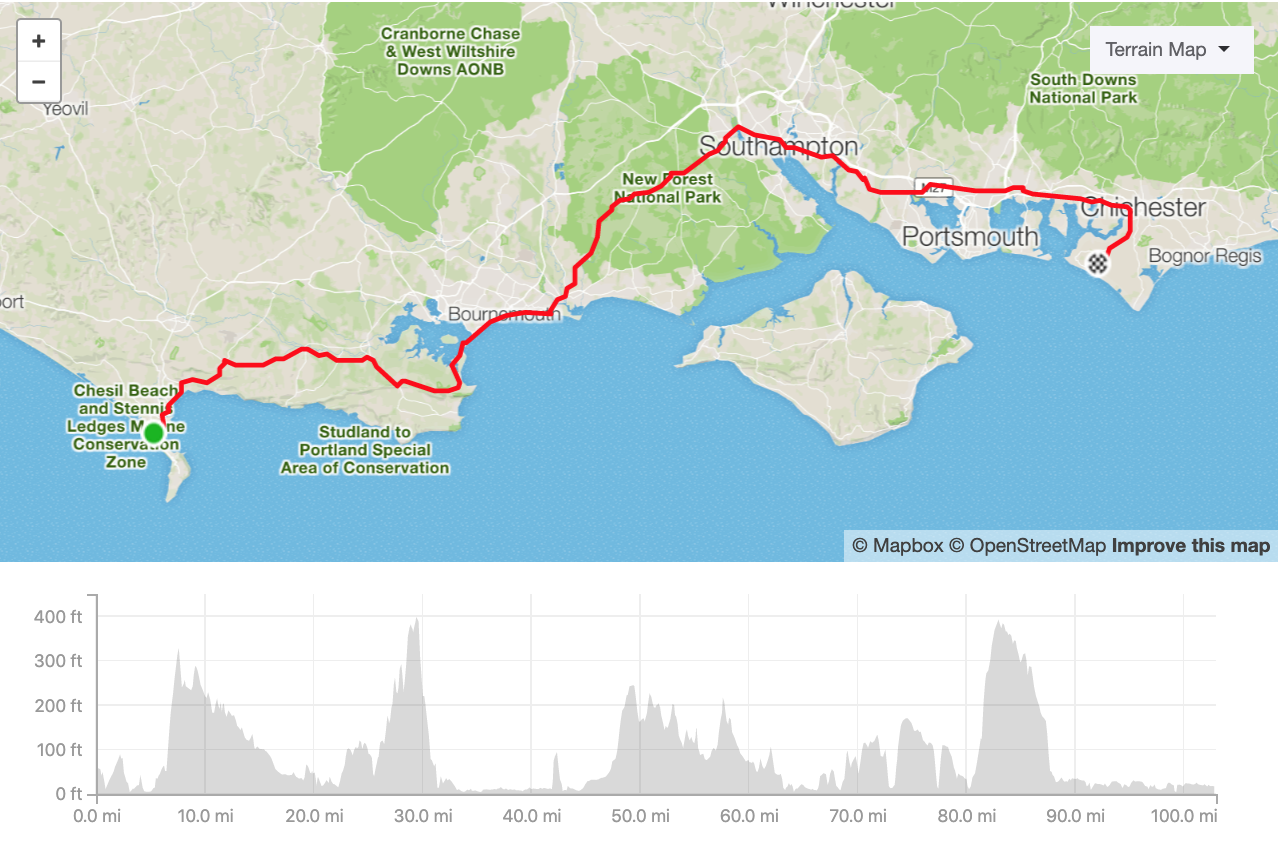 Winchester
+
Cranborne Chase
& West Wiltshire
Downs AONB
Terrain Map
−
South Downs
National Park
Yeovil
Southampton
New Forest
National Park
M27
Chichester
Portsmouth
Bognor Regis
port
Bournemouth
Chesil Beach
and Stennis
Ledges Marine
Conservation
Zone
Studland to
Portland Special
Area of Conservation
© Mapbox © OpenStreetMap Improve this map
400 ft
300 ft
200 ft
100 ft
0 ft
0.0 mi 10.0 mi 20.0 mi 30.0 mi 40.0 mi 50.0 mi 60.0 mi 70.0 mi 80.0 mi 90.0 mi 100.0 mi